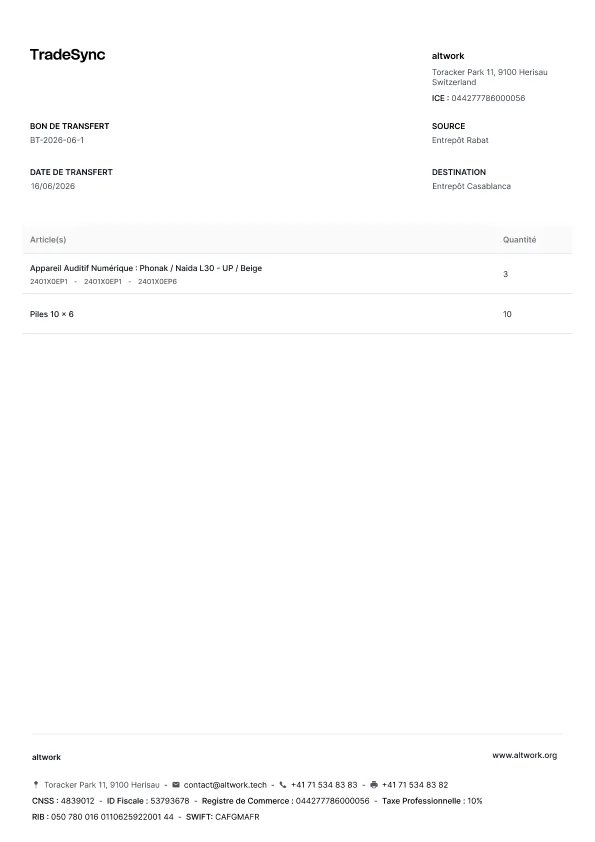 TradeSync
altwork
Toracker Park 11, 9100 Herisau
Switzerland
ICE : 044277786000056
BON DE TRANSFERT
BT-2026-06-1
SOURCE
Entrepôt Rabat
DATE DE TRANSFERT
16/06/2026
DESTINATION
Entrepôt Casablanca
Article(s) Quantité
Appareil Auditif Numérique : Phonak / Naida L30 - UP / Beige 3
2401X0EP1 - 2401X0EP1 - 2401X0EP6
Piles 10 × 6 10
altwork www.altwork.org
Toracker Park 11, 9100 Herisau - contact@altwork.tech - +41 71 534 83 83 - +41 71 534 83 82
CNSS : 4839012 - ID Fiscale : 53793678 - Registre de Commerce : 044277786000056 - Taxe Professionnelle : 10%
RIB : 050 780 016 0110625922001 44 - SWIFT: CAFGMAFR